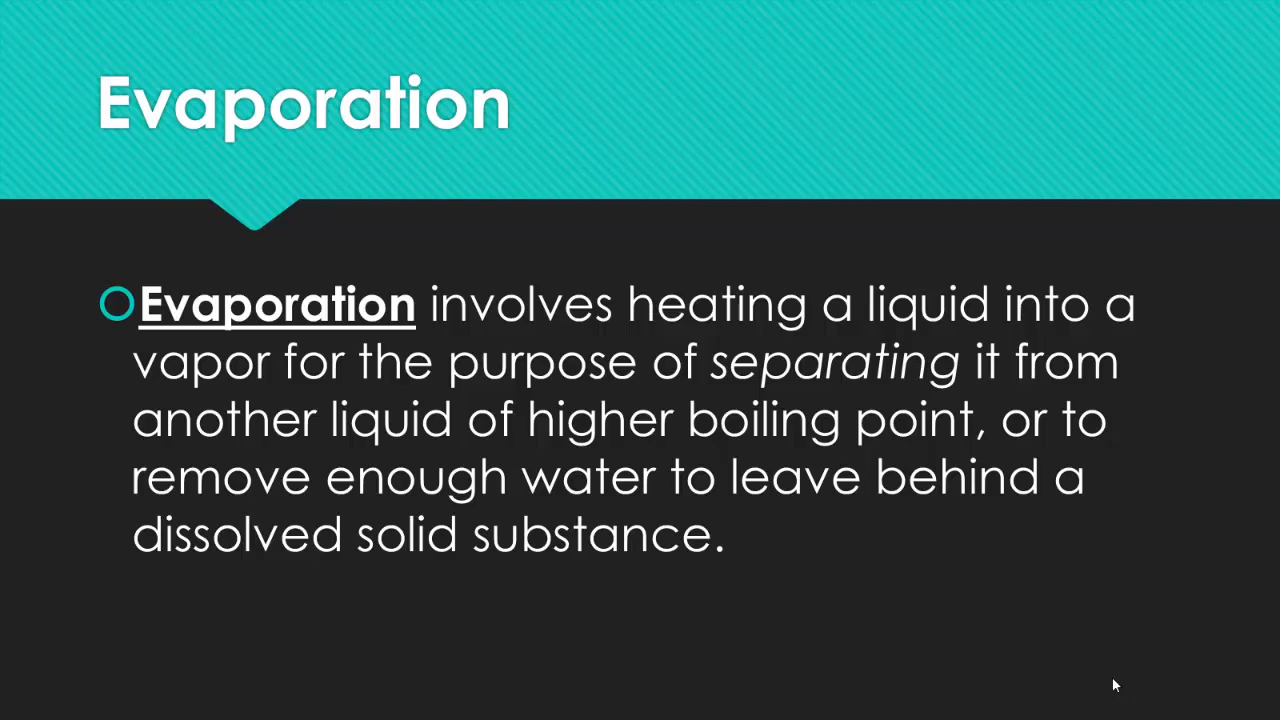 Evaporation
Evaporation involves heating a liquid into a
vapor for the purpose of separating it from
another liquid of higher boiling point, or to
remove enough water to leave behind a
dissolved solid substance.